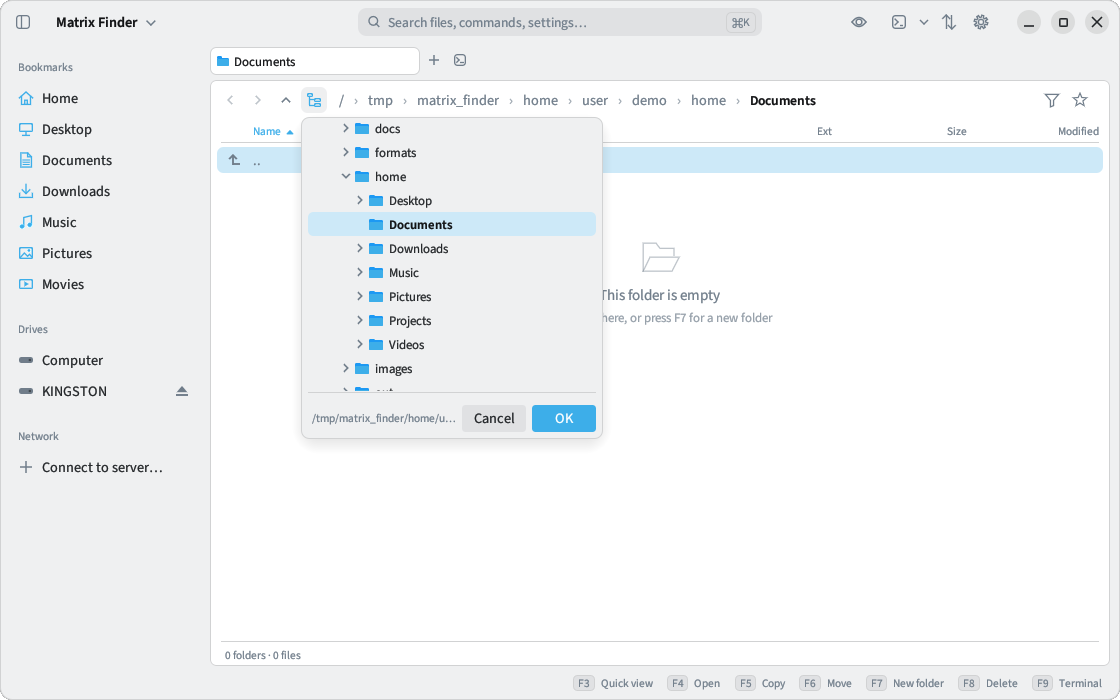 Matrix Finder
Search files, commands, settings…
⌘K
Bookmarks
Home
Desktop
Documents
Downloads
Music
Pictures
Movies
Drives
Computer
KINGSTON
Network
Connect to server…
Documents
/ › tmp › matrix_finder › home › user › demo › home › Documents
Name Ext Size Modified
..
docs
formats
home
Desktop
Documents
Downloads
Music
Pictures
Projects
Videos
images
/tmp/matrix_finder/home/u… Cancel OK
This folder is empty
here, or press F7 for a new folder
0 folders · 0 files
F3 Quick view F4 Open F5 Copy F6 Move F7 New folder F8 Delete F9 Terminal